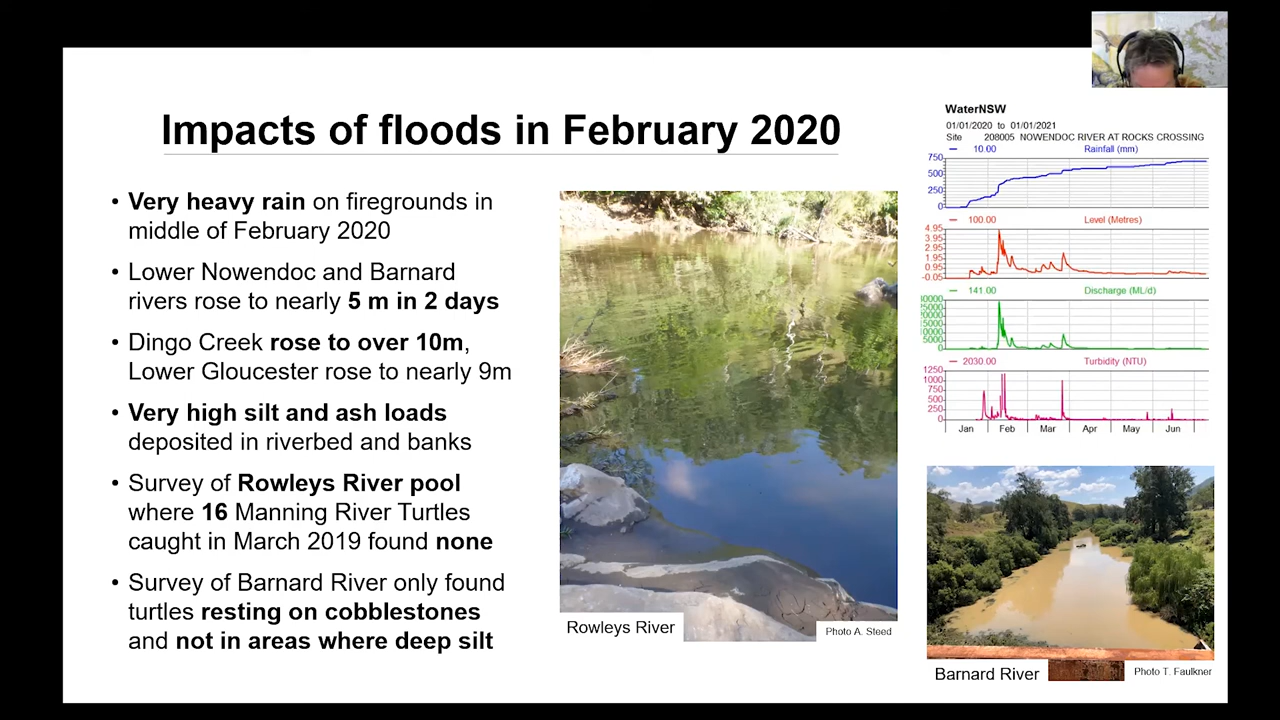 Impacts of floods in February 2020
• Very heavy rain on firegrounds in
middle of February 2020
• Lower Nowendoc and Barnard
rivers rose to nearly 5 m in 2 days
• Dingo Creek rose to over 10m,
Lower Gloucester rose to nearly 9m
• Very high silt and ash loads
deposited in riverbed and banks
• Survey of Rowleys River pool
where 16 Manning River Turtles
caught in March 2019 found none
• Survey of Barnard River only found
turtles resting on cobblestones
and not in areas where deep silt
Rowleys River
Photo A. Steed
WaterNSW
01/01/2020 to 01/01/2021
Site 208005 NOWENDOC RIVER AT ROCKS CROSSING
10.00 Rainfall (mm)
750
500
250
0
100.00 Level (Metres)
4.95
3.95
2.95
1.95
0.95
-0.05
141.00 Discharge (ML/d)
30000
25000
20000
15000
10000
5000
0
2030.00 Turbidity (NTU)
1250
1000
750
500
250
0
Jan Feb Mar Apr May Jun
Barnard River
Photo T. Faulkner